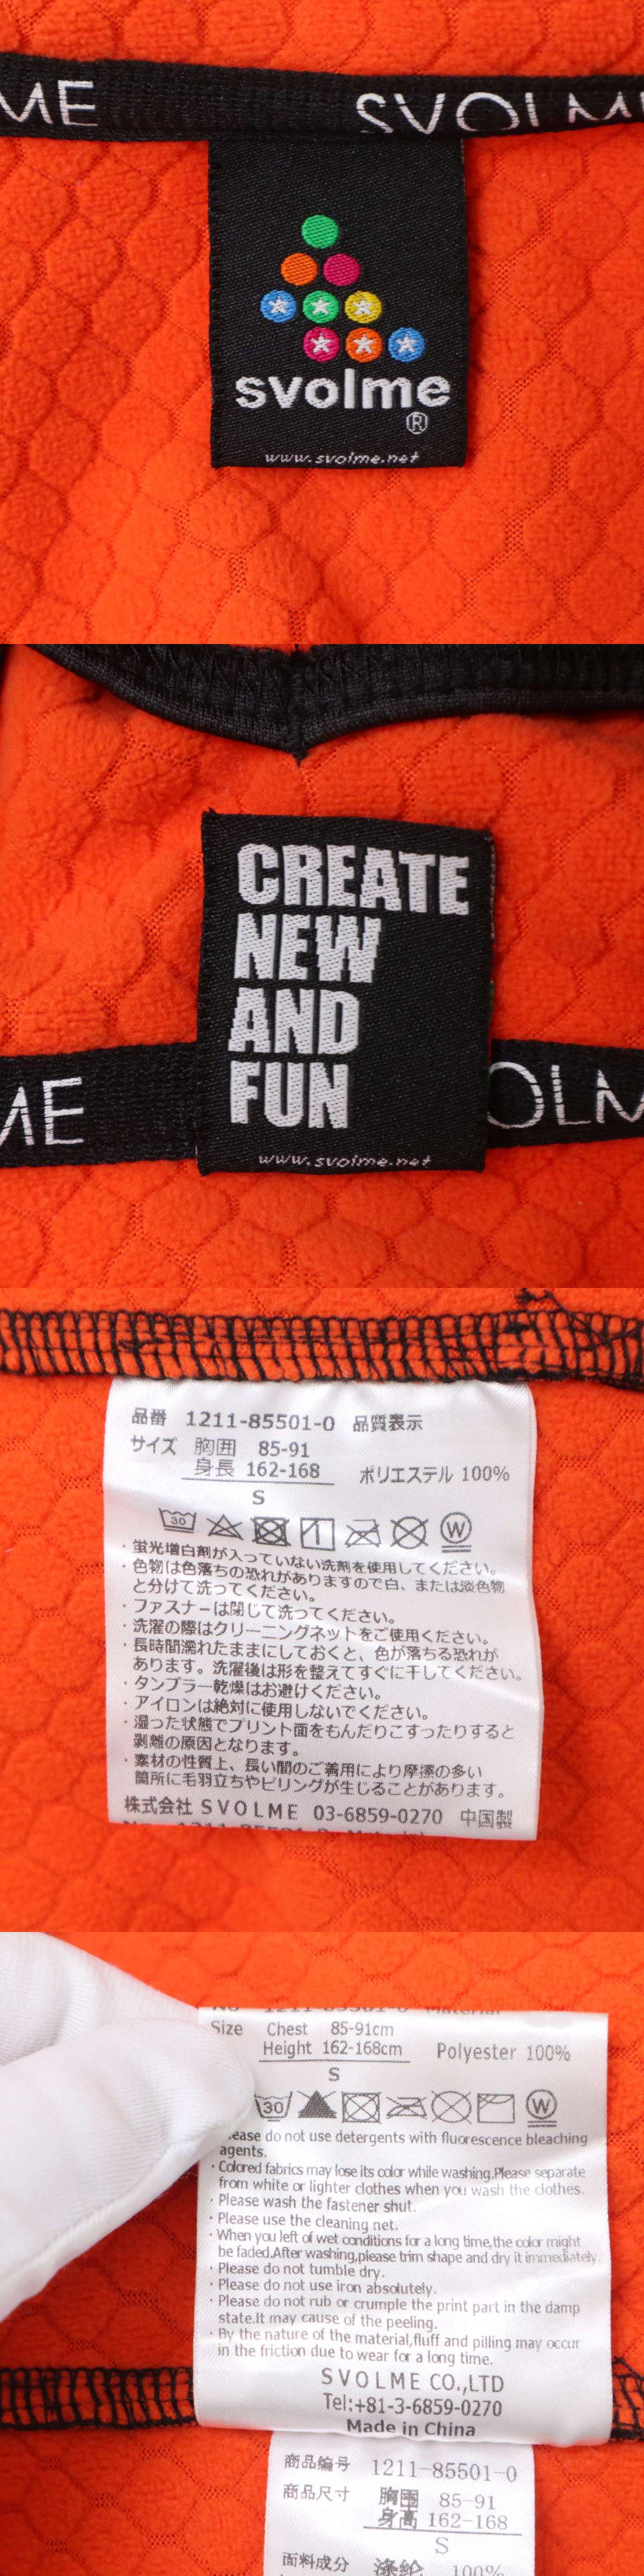 ME SVOLM
svolme
®
www.svolme.net
CREATE
NEW
AND
FUN
ME OLM
www.svolme.net
品番 1211-85501-0 品質表示
サイズ 胸囲 85-91
身長 162-168 ポリエステル 100%
S
30 W
・蛍光増白剤が入っていない洗剤を使用してください。
・色物は色落ちの恐れがありますので白、または淡色物
と分けて洗ってください。
・ファスナーは閉じて洗ってください。
・洗濯の際はクリーニングネットをご使用ください。
・長時間濡れたままにしておくと、色が落ちる恐れが
あります。洗濯後は形を整えてすぐに干してください。
・タンブラー乾燥はお避けください。
・アイロンは絶対に使用しないでください。
・湿った状態でプリント面をもんだりこすったりすると
剥離の原因となります。
・素材の性質上、長い間のご着用により摩擦の多い
箇所に毛羽立ちやピリングが生じることがあります。
株式会社 SVOLME 03-6859-0270 中国製
No 1211-85501-0 Material
Size Chest 85-91cm
Height 162-168cm Polyester 100%
S
30 W
Please do not use detergents with fluorescence bleaching
agents.
・Colored fabrics may lose its color while washing.Please separate
from white or lighter clothes when you wash the clothes.
・Please wash the fastener shut.
・Please use the cleaning net.
・When you left of wet conditions for a long time,the color might
be faded.After washing,please trim shape and dry it immediately.
・Please do not tumble dry.
・Please do not use iron absolutely.
・Please do not rub or crumple the print part in the damp
state.It may cause of the peeling.
・By the nature of the material,fluff and pilling may occur
in the friction due to wear for a long time.
SVOLME CO.,LTD
Tel:+81-3-6859-0270
Made in China
商品编号 1211-85501-0
商品尺寸 胸围 85-91
身高 162-168
S
面料成分 涤纶 100%